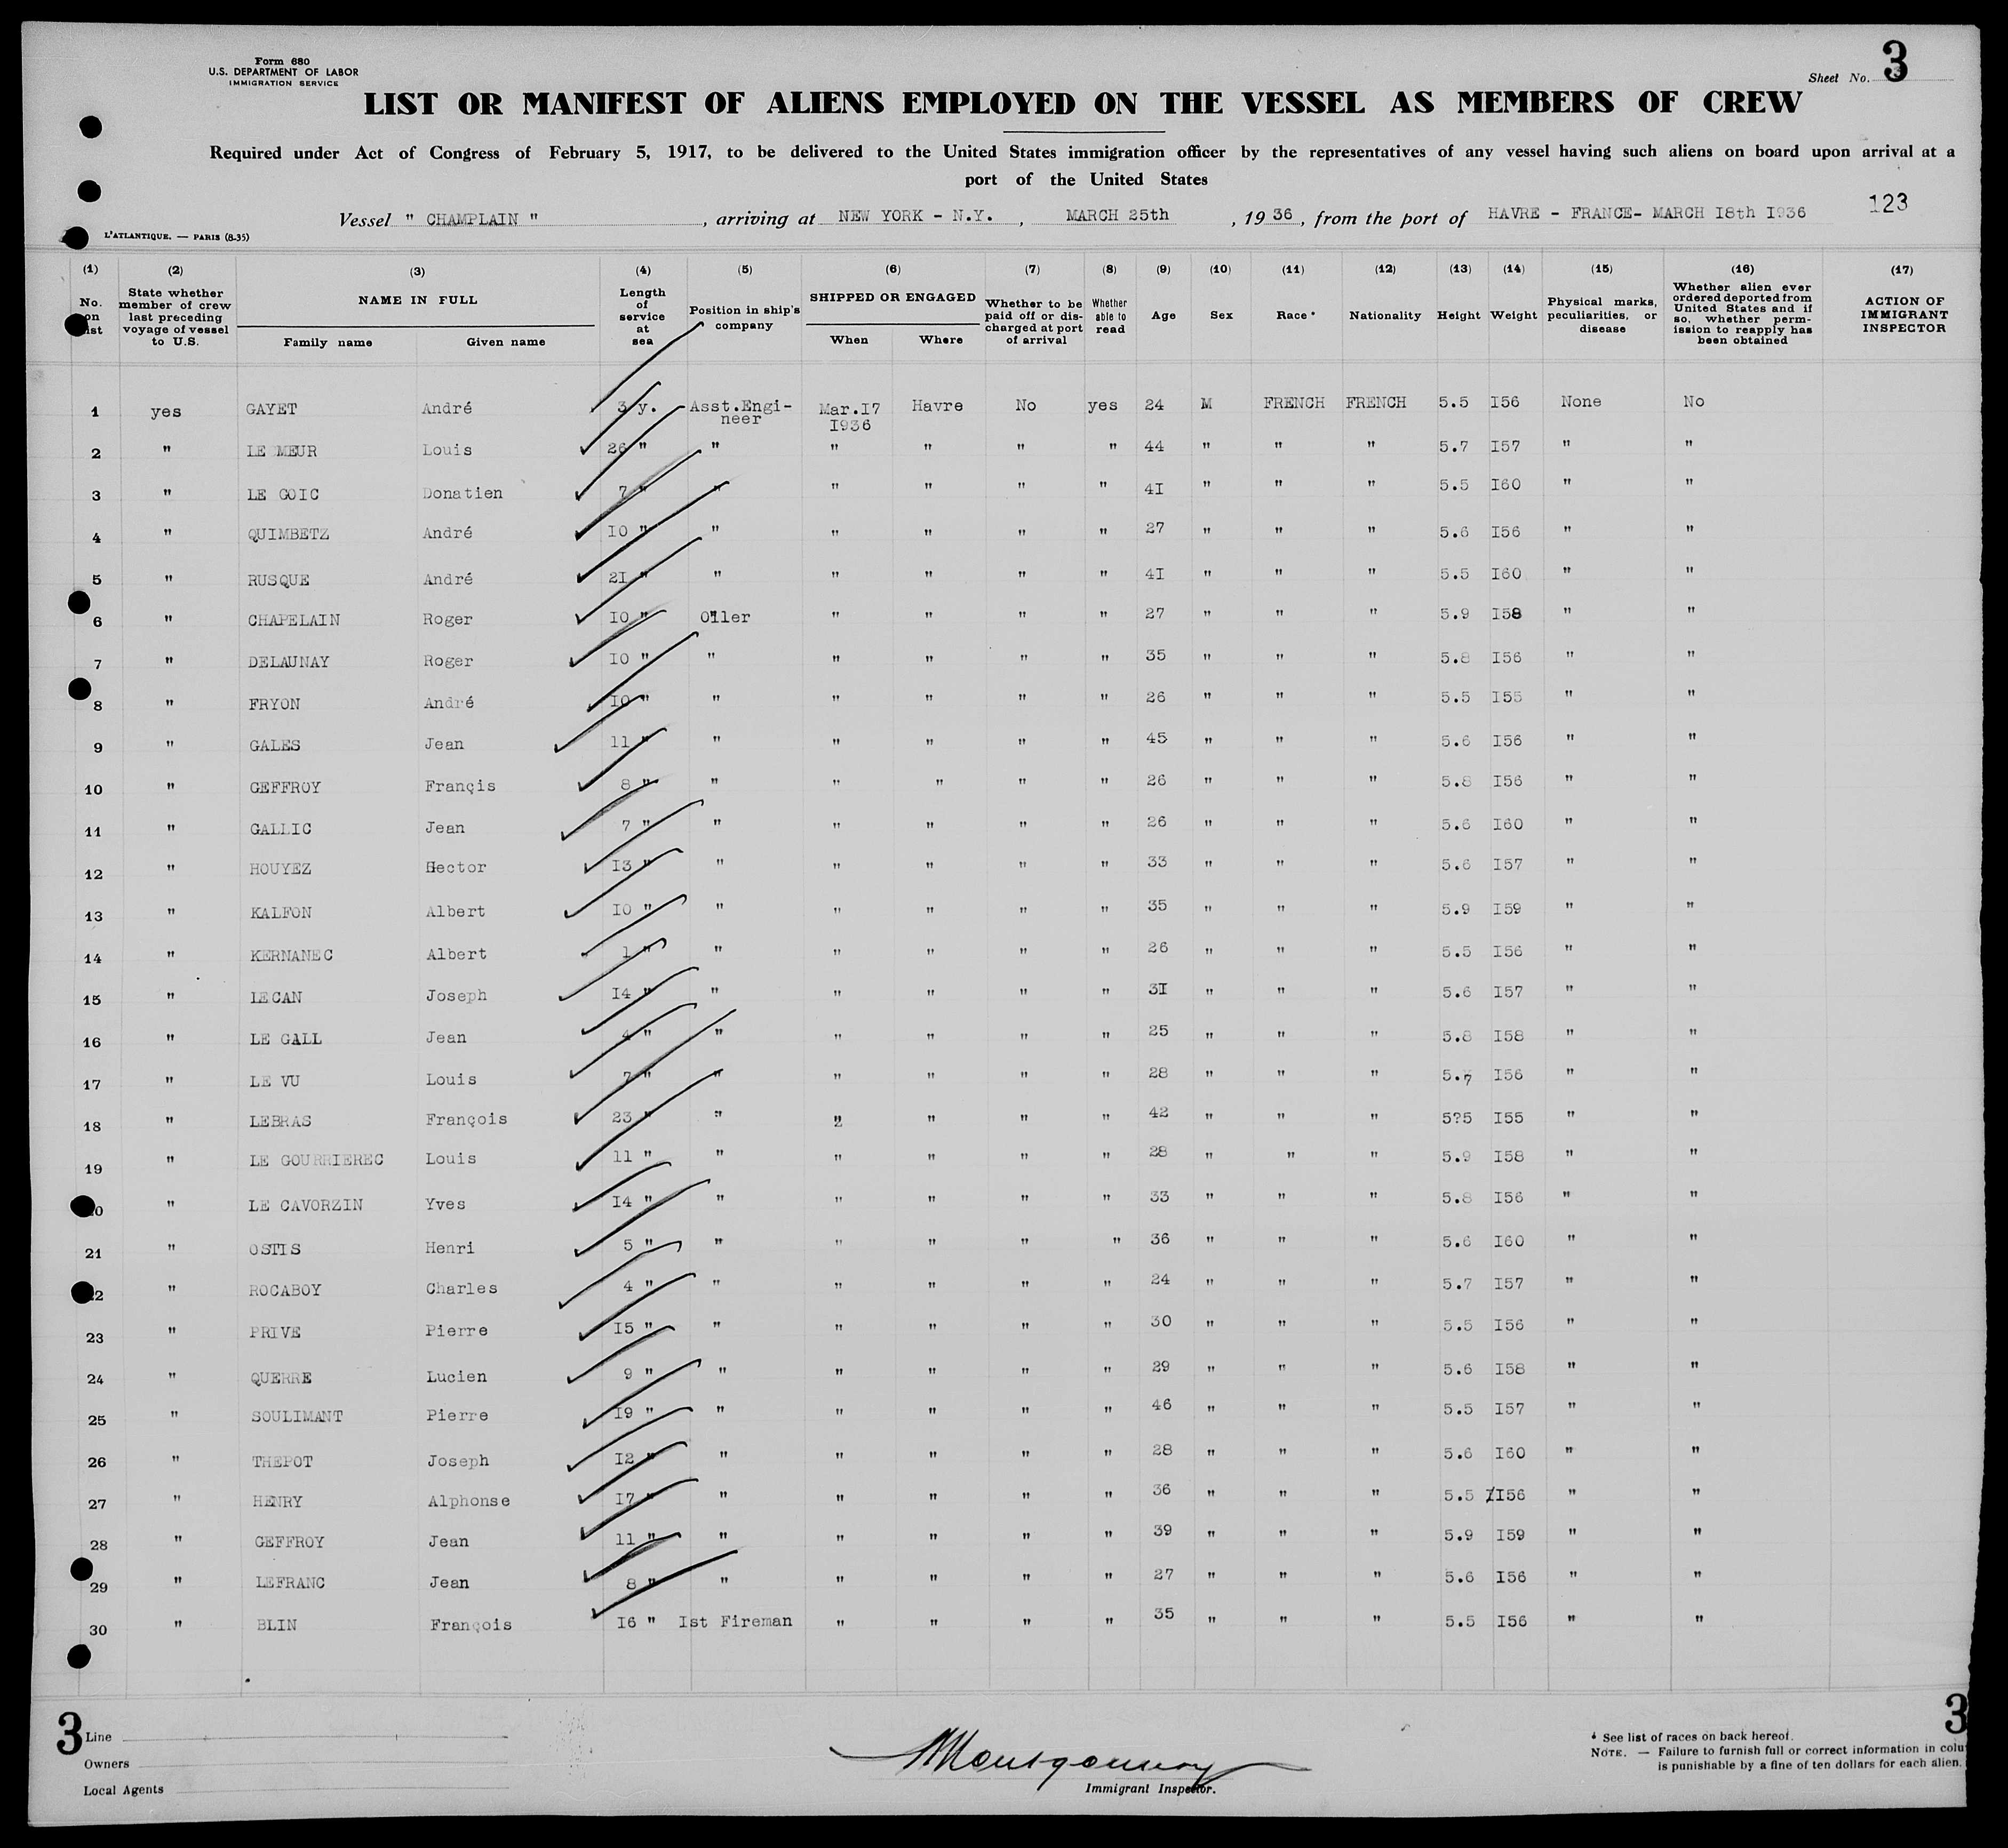 Form 680
U.S. DEPARTMENT OF LABOR
IMMIGRATION SERVICE
Sheet No. 3
LIST OR MANIFEST OF ALIENS EMPLOYED ON THE VESSEL AS MEMBERS OF CREW
Required under Act of Congress of February 5, 1917, to be delivered to the United States immigration officer by the representatives of any vessel having such aliens on board upon arrival at a
port of the United States
Vessel " CHAMPLAIN " , arriving at NEW YORK - N.Y. , MARCH 25th , 19 36 , from the port of HAVRE - FRANCE- MARCH I8th I936 123
L'ATLANTIQUE. — PARIS (8-35)
(1) (2) (3) (4) (5) (6) (7) (8) (9) (10) (11) (12) (13) (14) (15) (16) (17)
No. on list
State whether member of crew last preceding voyage of vessel to U.S.
NAME IN FULL
Family name Given name
Length of service at sea
Position in ship's company
SHIPPED OR ENGAGED
When Where
Whether to be paid off or discharged at port of arrival
Whether able to read
Age
Sex
Race *
Nationality
Height
Weight
Physical marks, peculiarities, or disease
Whether alien ever ordered deported from United States and if so, whether permission to reapply has been obtained
ACTION OF IMMIGRANT INSPECTOR
1 yes GAYET André 3 y. Asst.Engi-neer Mar.I7 I936 Havre No yes 24 M FRENCH FRENCH 5.5 I56 None No
2 " LE MEUR Louis 26 " " " " " " 44 " " " 5.7 I57 " "
3 " LE GOIC Donatien 7 " " " " " " 4I " " " 5.5 I60 " "
4 " QUIMBETZ André I0 " " " " " " 27 " " " 5.6 I56 " "
5 " RUSQUE André 2I " " " " " " 4I " " " 5.5 I60 " "
6 " CHAPELAIN Roger I0 " Oiler " " " " 27 " " " 5.9 I58 " "
7 " DELAUNAY Roger I0 " " " " " " 35 " " " 5.8 I56 " "
8 " FRYON André I0 " " " " " " 26 " " " 5.5 I55 " "
9 " GALES Jean 11 " " " " " " 45 " " " 5.6 I56 " "
10 " GEFFROY Françis 8 " " " " " " 26 " " " 5.8 I56 " "
11 " GALLIC Jean 7 " " " " " " 26 " " " 5.6 I60 " "
12 " HOUYEZ Hector I3 " " " " " " 33 " " " 5.6 I57 " "
13 " KALFON Albert I0 " " " " " " 35 " " " 5.9 I59 " "
14 " KERNANEC Albert 1 " " " " " " 26 " " " 5.5 I56 " "
15 " LECAN Joseph I4 " " " " " " 3I " " " 5.6 I57 " "
16 " LE GALL Jean 4 " " " " " " 25 " " " 5.8 I58 " "
17 " LE VU Louis 7 " " " " " " 28 " " " 5.7 I56 " "
18 " LEBRAS François 23 " " " " " " 42 " " " 5?5 I55 " "
19 " LE GOURRIEREC Louis 11 " " " " " " 28 " " " 5.9 I58 " "
20 " LE CAVORZIN Yves I4 " " " " " " 33 " " " 5.8 I56 " "
21 " OSTIS Henri 5 " " " " " " 36 " " " 5.6 I60 " "
22 " ROCABOY Charles 4 " " " " " " 24 " " " 5.7 I57 " "
23 " PRIVE Pierre I5 " " " " " " 30 " " " 5.5 I56 " "
24 " QUERRE Lucien 9 " " " " " " 29 " " " 5.6 I58 " "
25 " SOULIMANT Pierre I9 " " " " " " 46 " " " 5.5 I57 " "
26 " THEPOT Joseph I2 " " " " " " 28 " " " 5.6 I60 " "
27 " HENRY Alphonse I7 " " " " " " 36 " " " 5.5 I56 " "
28 " GEFFROY Jean 11 " " " " " " 39 " " " 5.9 I59 " "
29 " LEFRANC Jean 8 " " " " " " 27 " " " 5.6 I56 " "
30 " BLIN François I6 " Ist Fireman " " " " 35 " " " 5.5 I56 " "
3 Line
Owners
Local Agents
Montgomery
Immigrant Inspector.
3
* See list of races on back hereof.
NOTE. — Failure to furnish full or correct information in colu
is punishable by a fine of ten dollars for each alien.